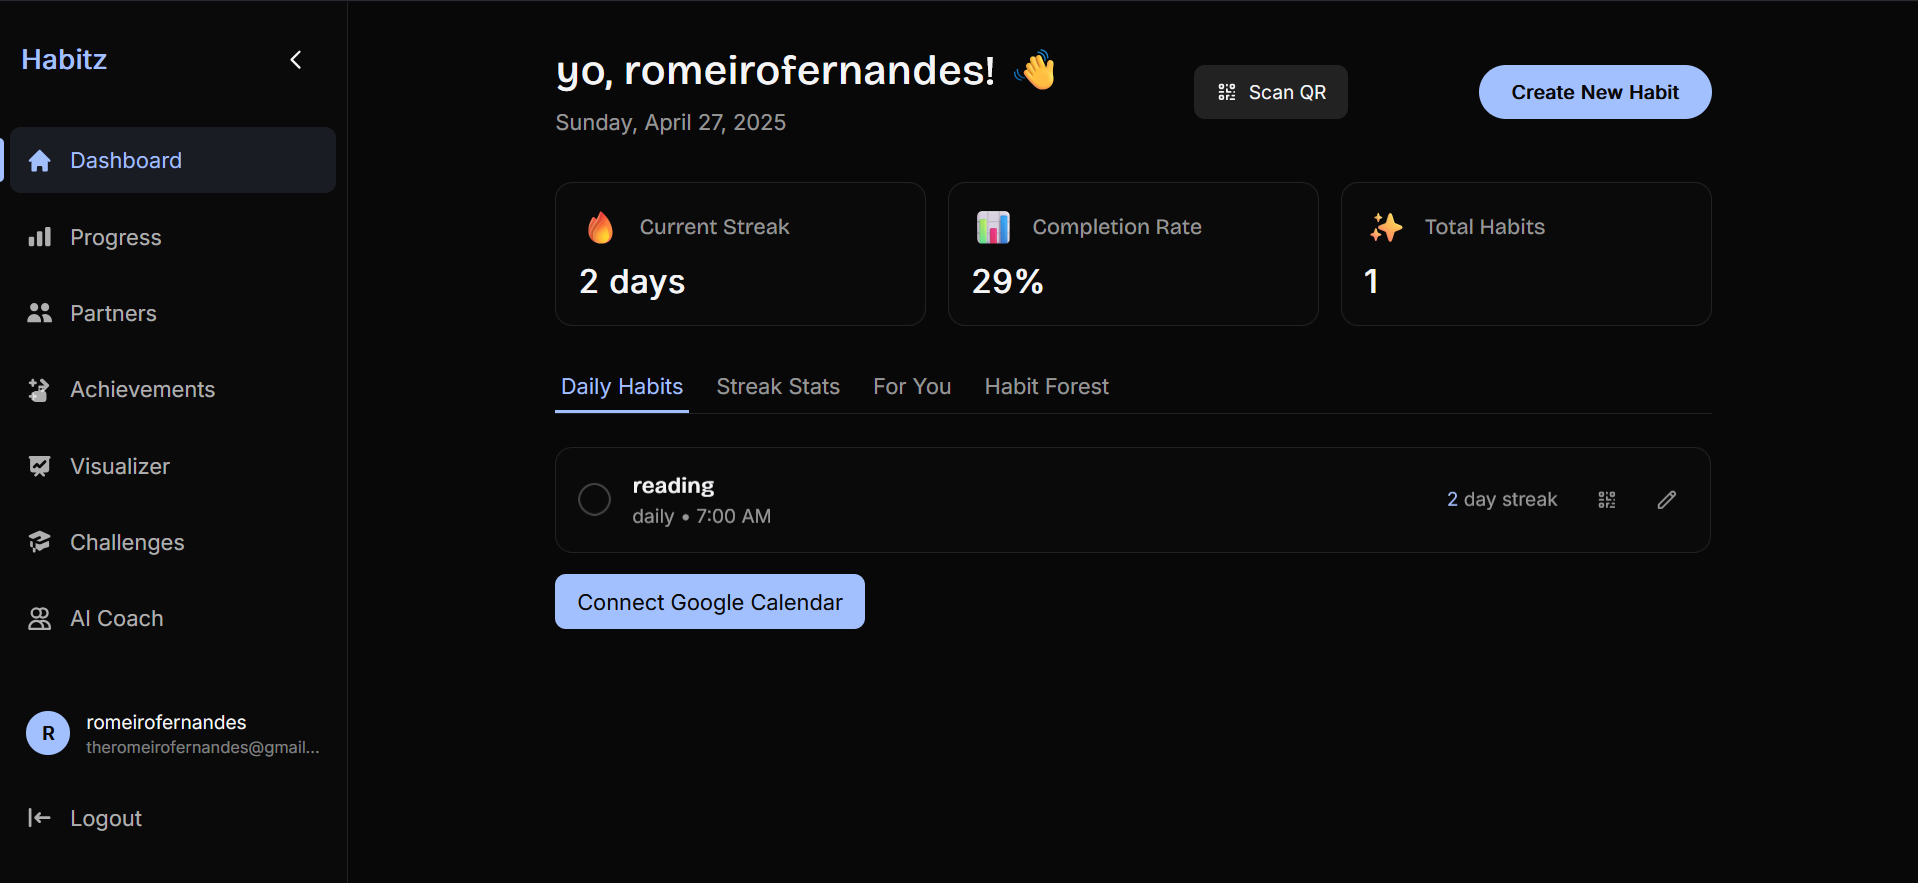 Habitz
Dashboard
Progress
Partners
Achievements
Visualizer
Challenges
AI Coach
R
romeirofernandes
theromeirofernandes@gmail...
Logout
yo, romeirofernandes! 👋
Sunday, April 27, 2025
Scan QR
Create New Habit
Current Streak
2 days
Completion Rate
29%
Total Habits
1
Daily Habits Streak Stats For You Habit Forest
reading
daily • 7:00 AM
2 day streak
Connect Google Calendar